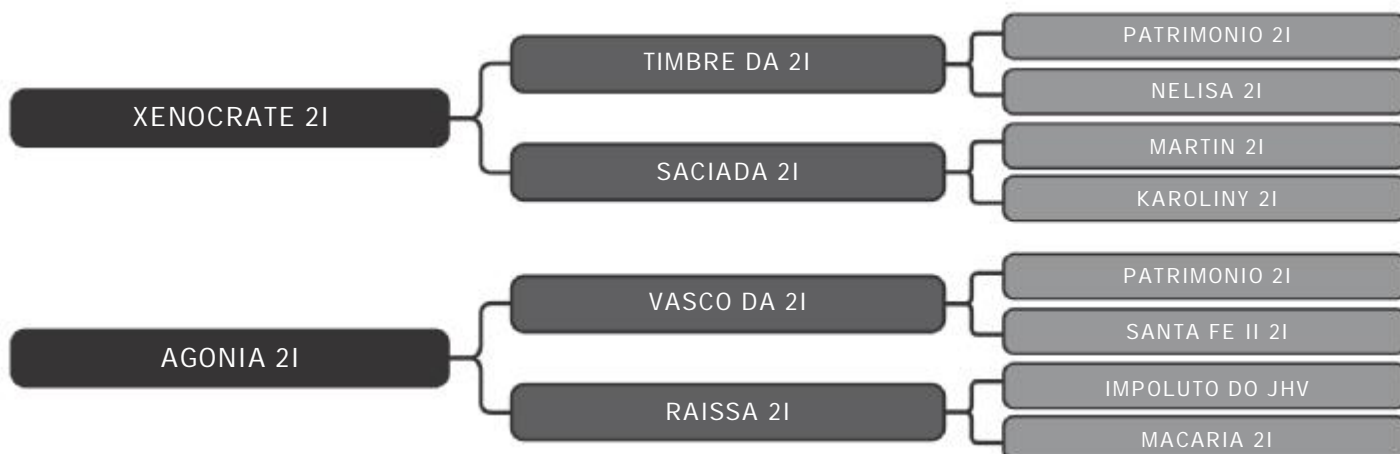 XENOCRATE 2I
TIMBRE DA 2I
PATRIMONIO 2I
NELISA 2I
SACIADA 2I
MARTIN 2I
KAROLINY 2I
AGONIA 2I
VASCO DA 2I
PATRIMONIO 2I
SANTA FE II 2I
RAISSA 2I
IMPOLUTO DO JHV
MACARIA 2I